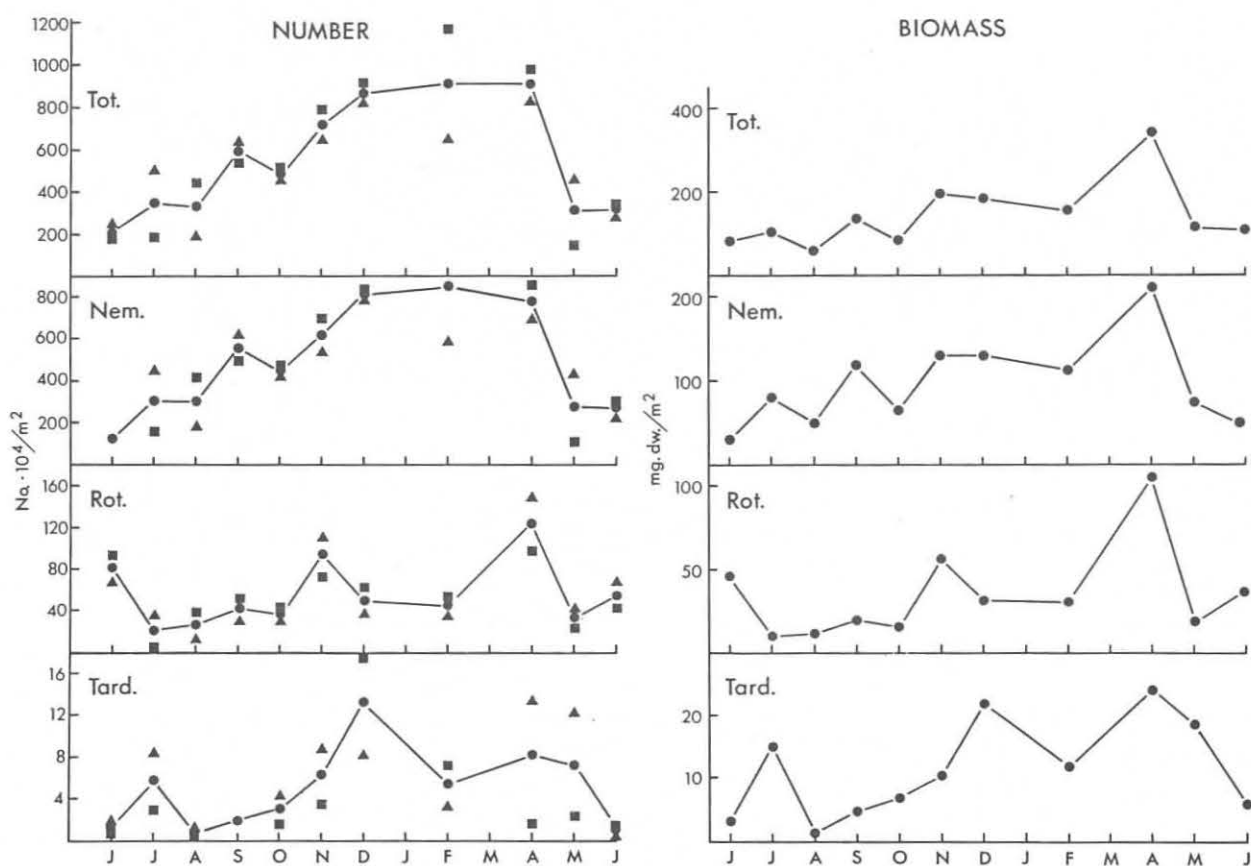 NUMBER
BIOMASS
1200
1000
800
600
400
200
Tot.
800
600
400
200
Nem.
160
120
80
40
Rot.
16
12
8
4
Tard.
No. · 10⁴/m²
J J A S O N D J F M A M J
400
200
Tot.
200
100
Nem.
100
50
Rot.
20
10
Tard.
mg. dw./m²
J J A S O N D J F M A M